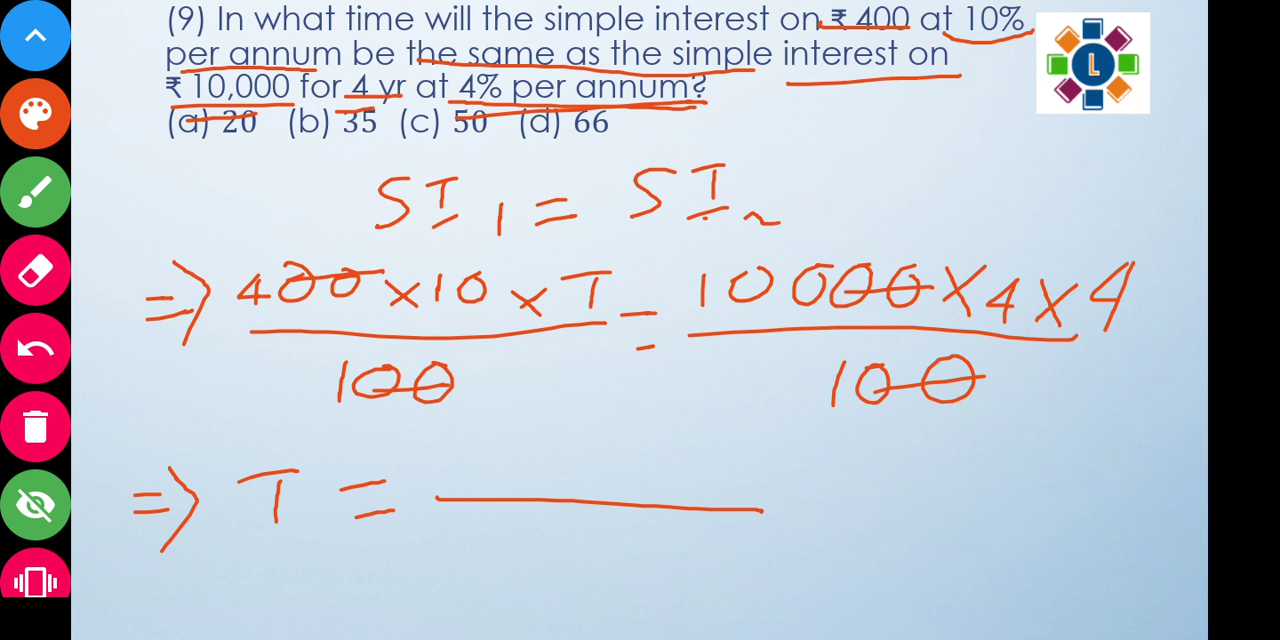 (9) In what time will the simple interest on ₹ 400 at 10%
per annum be the same as the simple interest on
₹ 10,000 for 4 yr at 4% per annum?
(a) 20 (b) 35 (c) 50 (d) 66
L
SI₁ = SI₂
=> 400 × 10 × T / 100 = 10000 × 4 × 4 / 100
=> T =